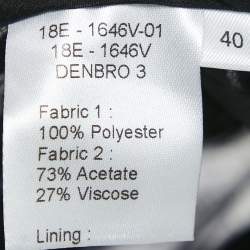 18E - 1646V-01
18E - 1646V
DENBRO 3
40
Fabric 1 :
100% Polyester
Fabric 2 :
73% Acetate
27% Viscose
Lining :